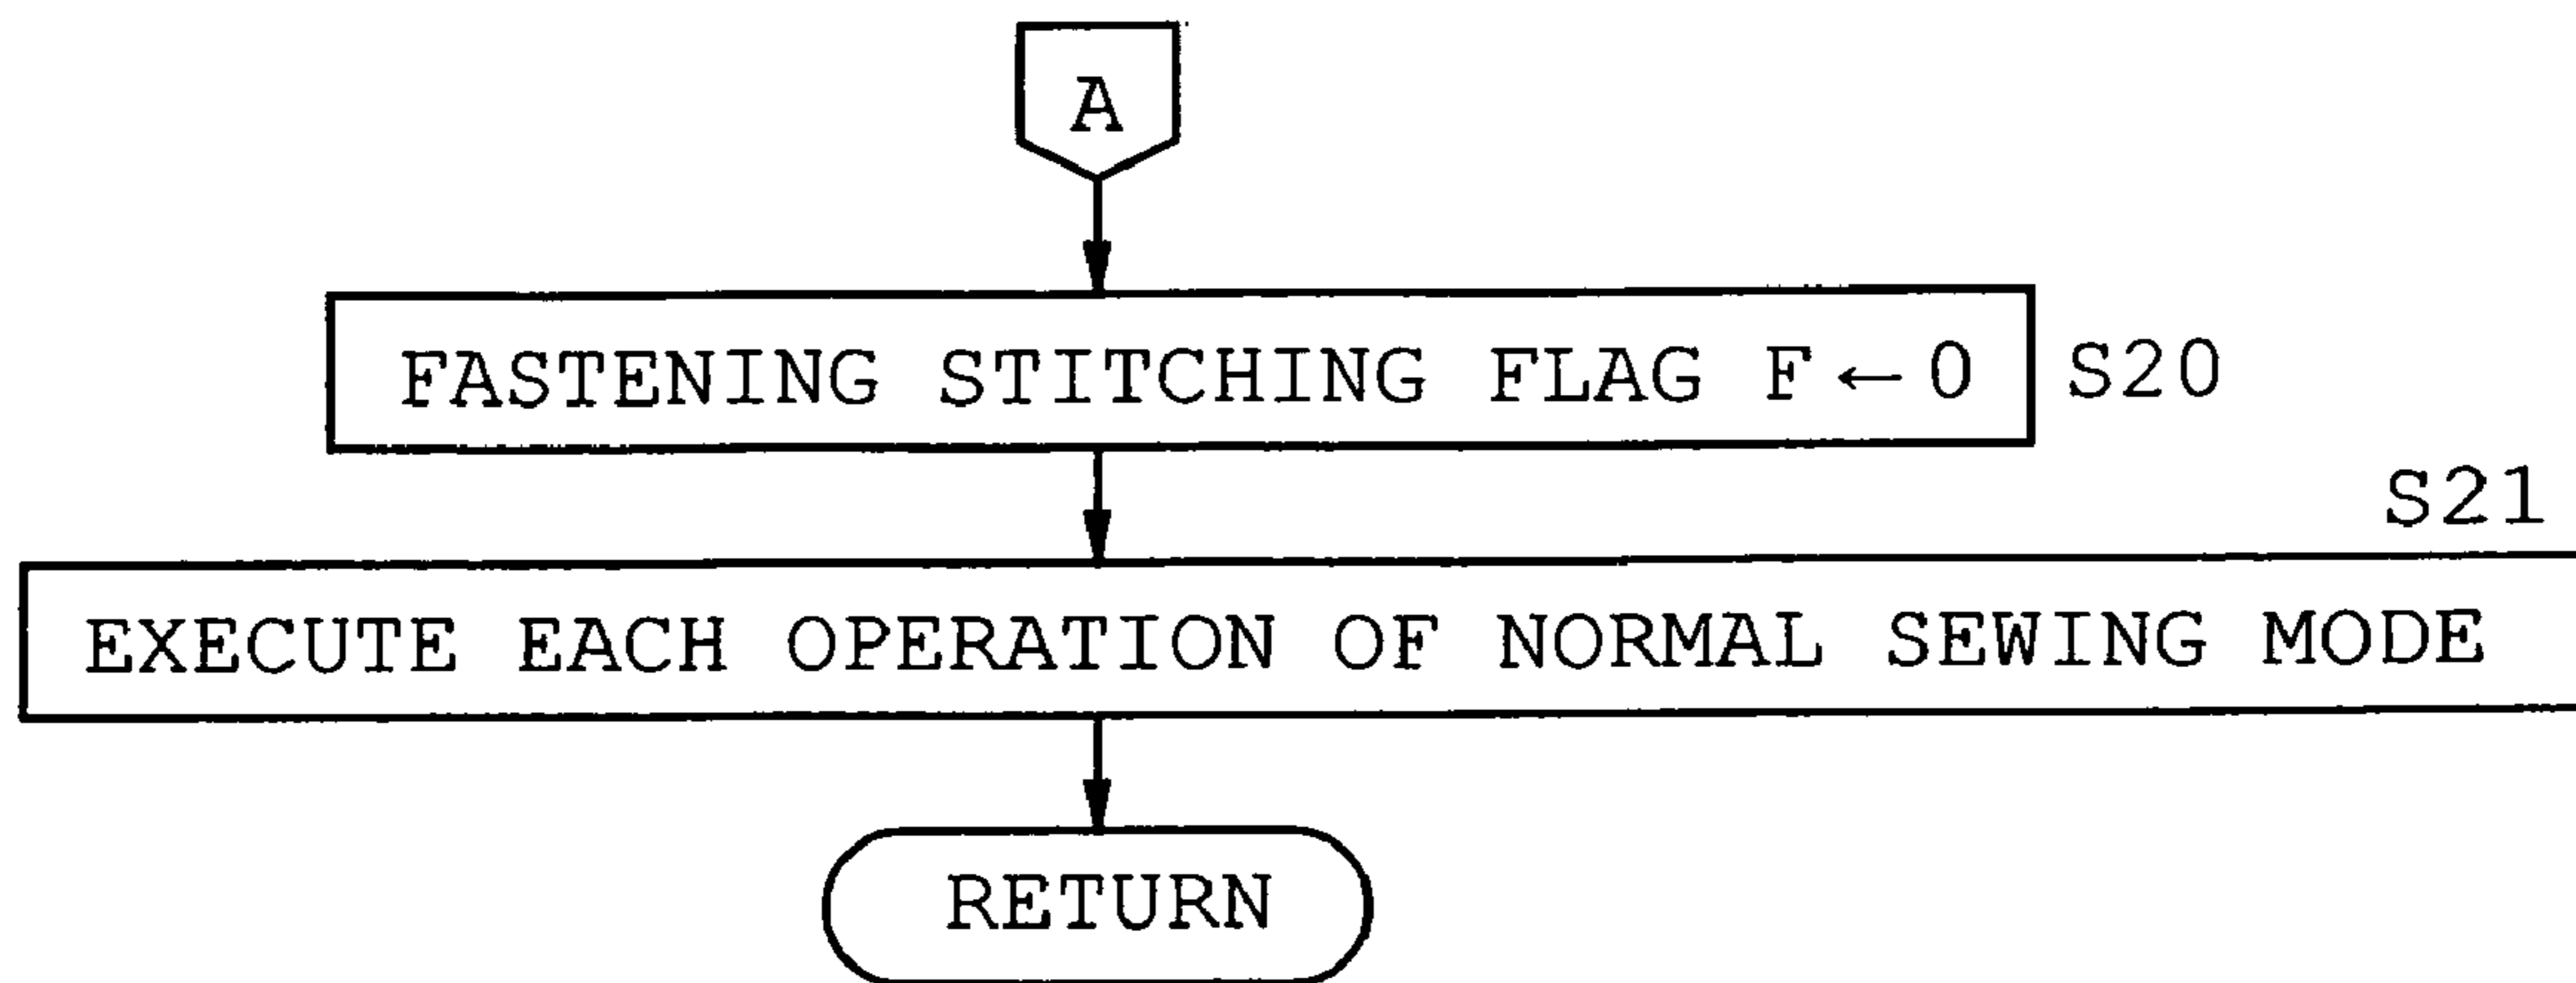 A
FASTENING STITCHING FLAG F ← 0 S20
S21
EXECUTE EACH OPERATION OF NORMAL SEWING MODE
RETURN